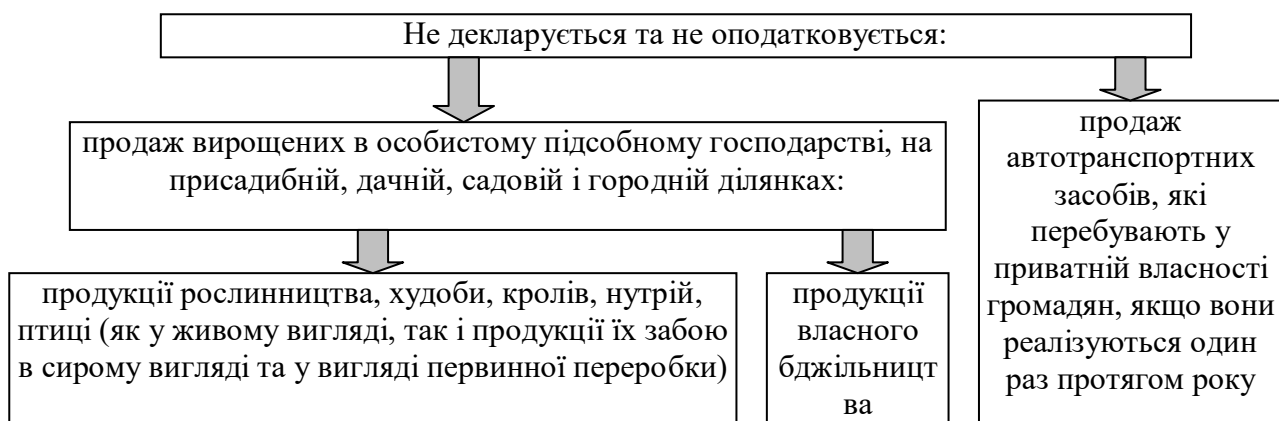 Не декларується та не оподатковується:
продаж вирощених в особистому підсобному господарстві, на
присадибній, дачній, садовій і городній ділянках:
продукції рослинництва, худоби, кролів, нутрій,
птиці (як у живому вигляді, так і продукції їх забою
в сирому вигляді та у вигляді первинної переробки)
продукції
власного
бджільницт
ва
продаж
автотранспортних
засобів, які
перебувають у
приватній власності
громадян, якщо вони
реалізуються один
раз протягом року